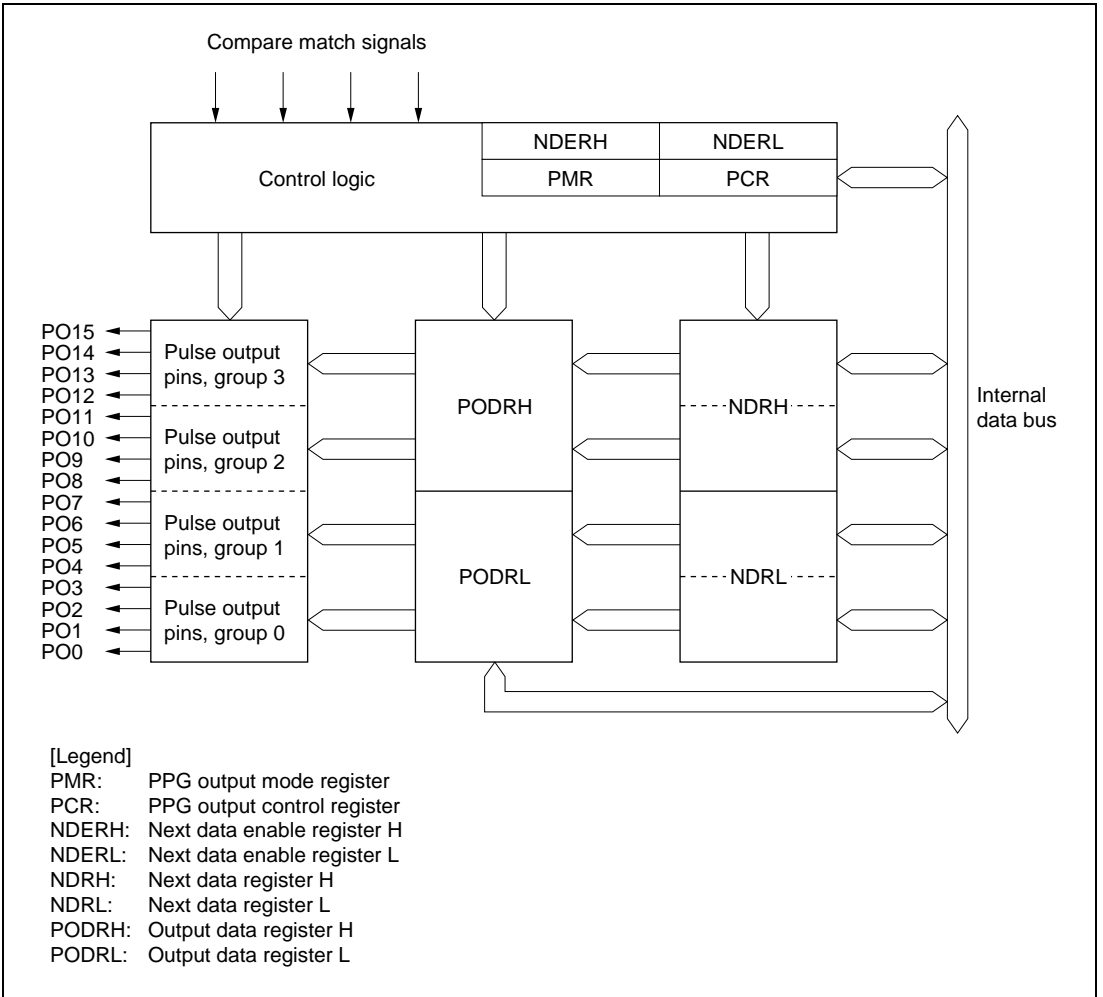 Compare match signals
NDERH NDERL
Control logic PMR PCR
PO15
PO14
PO13
PO12
PO11
PO10
PO9
PO8
PO7
PO6
PO5
PO4
PO3
PO2
PO1
PO0
Pulse output
pins, group 3
Pulse output
pins, group 2
Pulse output
pins, group 1
Pulse output
pins, group 0
PODRH
PODRL
NDRH
NDRL
Internal
data bus
[Legend]
PMR: PPG output mode register
PCR: PPG output control register
NDERH: Next data enable register H
NDERL: Next data enable register L
NDRH: Next data register H
NDRL: Next data register L
PODRH: Output data register H
PODRL: Output data register L